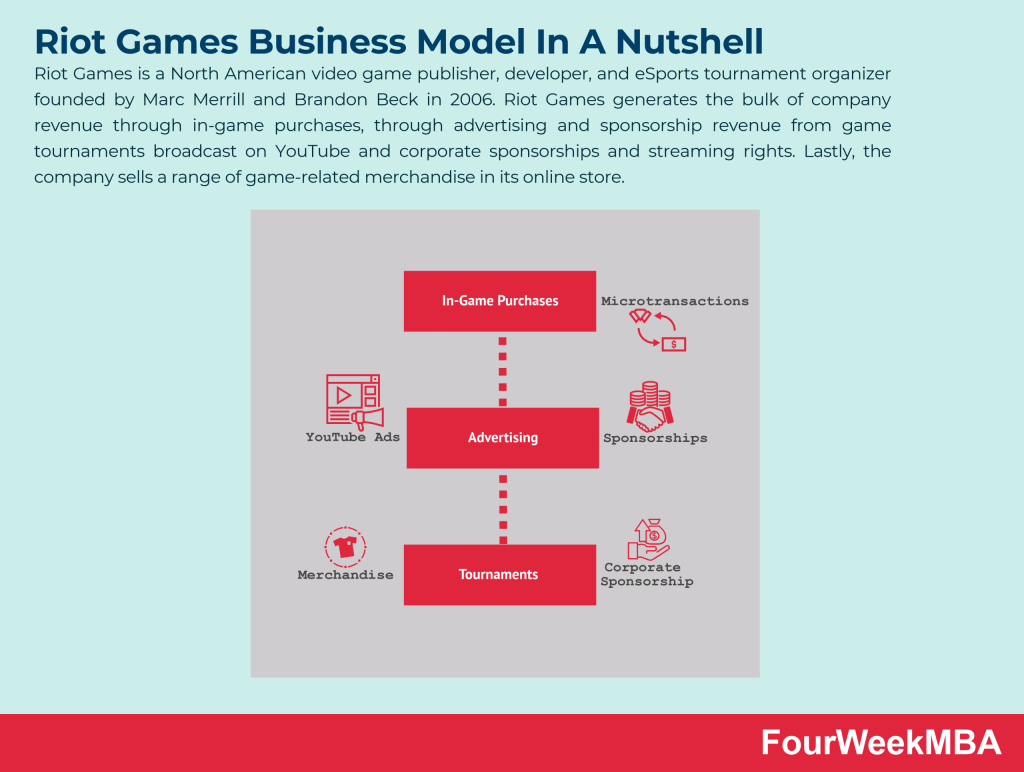 Riot Games Business Model In A Nutshell
Riot Games is a North American video game publisher, developer, and eSports tournament organizer
founded by Marc Merrill and Brandon Beck in 2006. Riot Games generates the bulk of company
revenue through in-game purchases, through advertising and sponsorship revenue from game
tournaments broadcast on YouTube and corporate sponsorships and streaming rights. Lastly, the
company sells a range of game-related merchandise in its online store.
In-Game Purchases
Microtransactions
$
YouTube Ads
Advertising
Sponsorships
$
Merchandise
Tournaments
Corporate
Sponsorship
FourWeekMBA